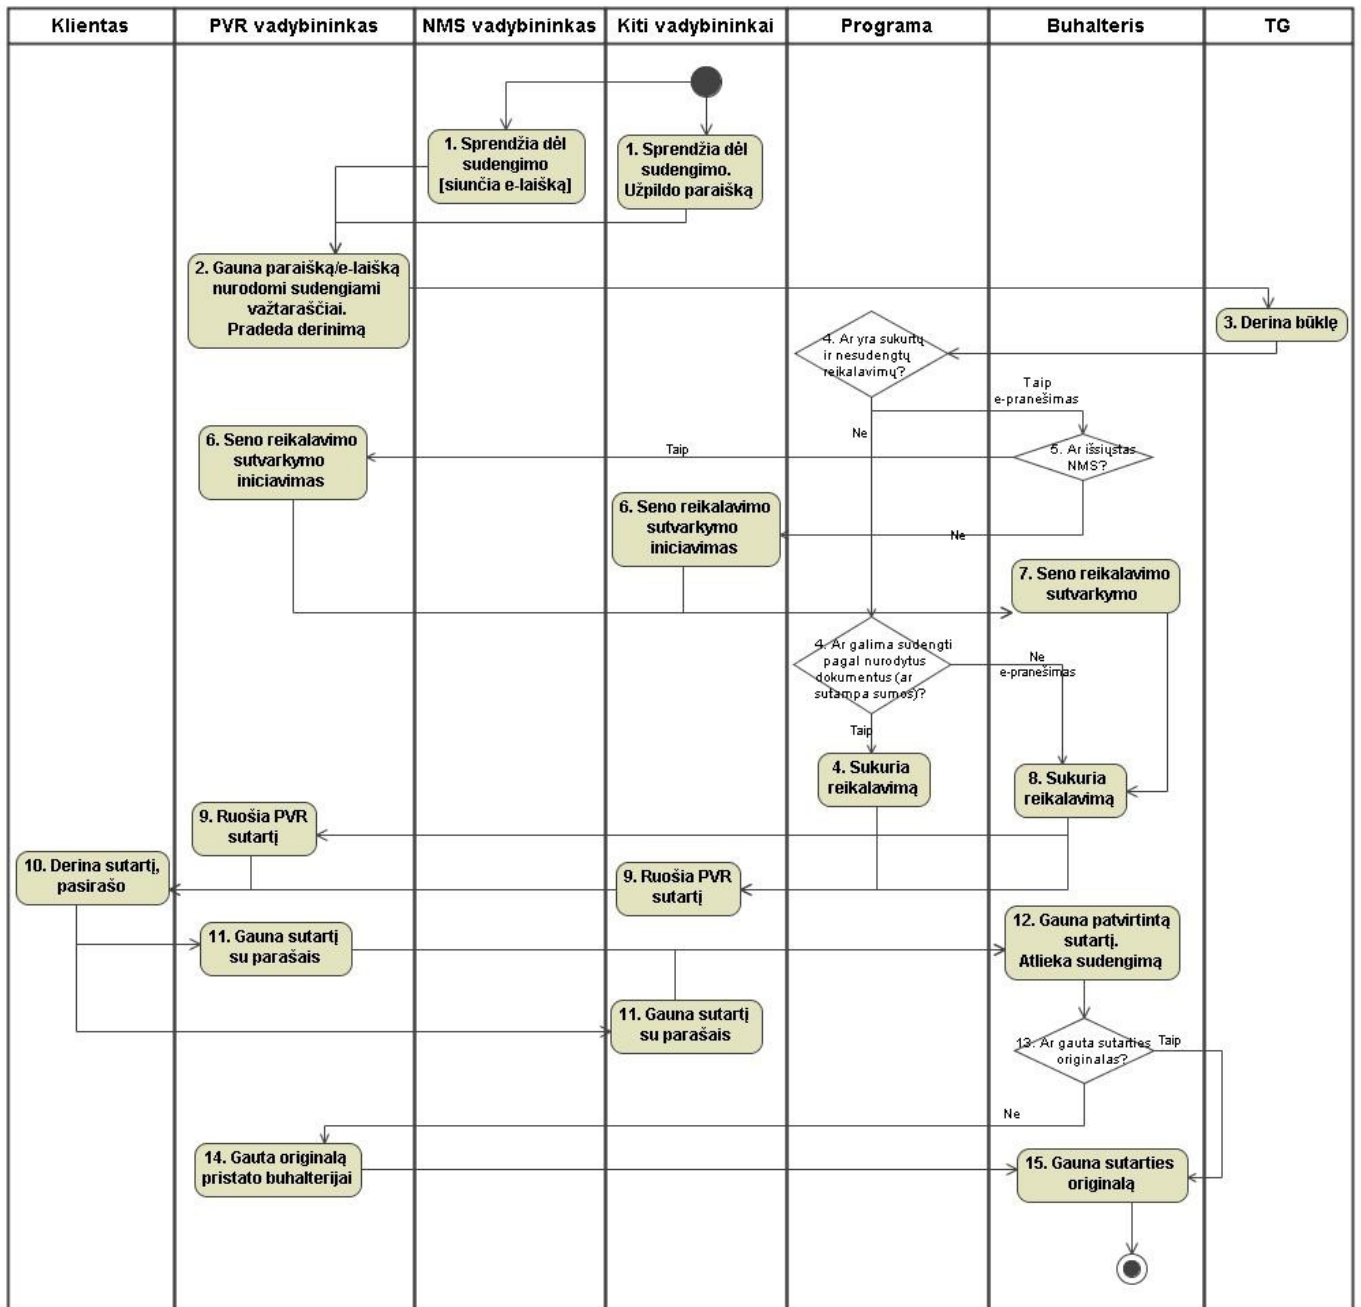 Klientas
PVR vadybininkas
NMS vadybininkas
Kiti vadybininkai
Programa
Buhalteris
TG
1. Sprendžia dėl
sudengimo
[siunčia e-laišką]
1. Sprendžia dėl
sudengimo.
Užpildo paraišką
2. Gauna paraišką/e-laišką
nurodomi sudengiami
važtaraščiai.
Pradeda derinimą
3. Derina būklę
4. Ar yra sukurtų
ir nesudengtų
reikalavimų?
Taip
e-pranešimas
Ne
5. Ar išsiųstas
NMS?
Taip
6. Seno reikalavimo
sutvarkymo
iniciavimas
6. Seno reikalavimo
sutvarkymo
iniciavimas
Ne
7. Seno reikalavimo
sutvarkymo
4. Ar galima sudengti
pagal nurodytus
dokumentus (ar
sutampa sumos)?
Ne
e-pranešimas
Taip
4. Sukuria
reikalavimą
8. Sukuria
reikalavimą
9. Ruošia PVR
sutartį
10. Derina sutartį,
pasirašo
9. Ruošia PVR
sutartį
11. Gauna sutartį
su parašais
12. Gauna patvirtintą
sutartį.
Atlieka sudengimą
11. Gauna sutartį
su parašais
13. Ar gauta sutarties
originalas?
Taip
Ne
14. Gauta originalą
pristato buhalterijai
15. Gauna sutarties
originalą